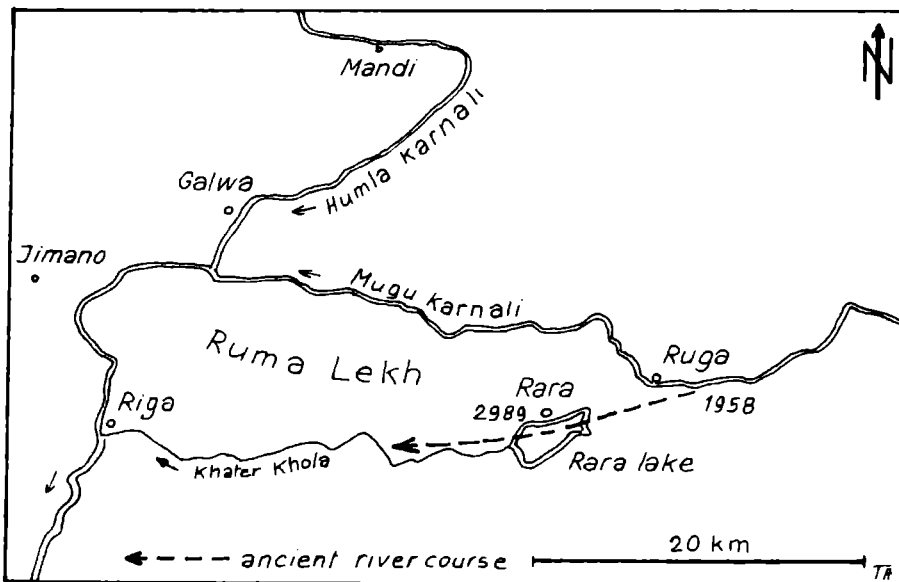 N
Mandi
Humla Karnali
Galwa
Jimano
Mugu Karnali
Ruma Lekh
Ruga
Rara
2989
1958
Riga
Khater Khola
Rara lake
ancient river course
20 km